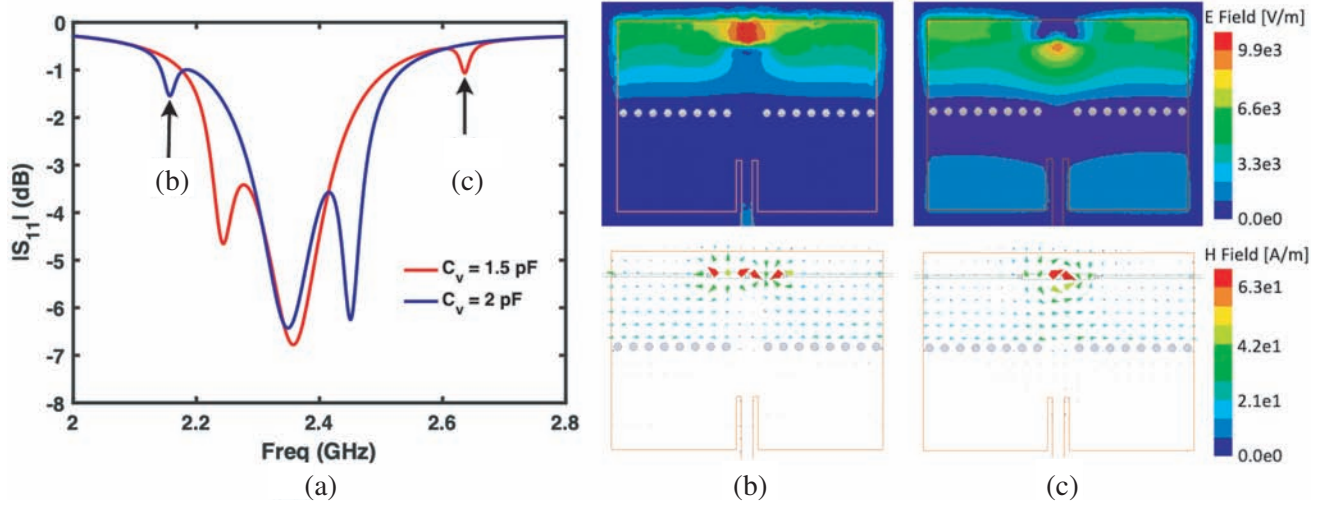 0
-1
-2
-3
-4
-5
-6
-7
-8
|S11| (dB)
2
2.2
2.4
2.6
2.8
Freq (GHz)
(b)
(c)
Cv = 1.5 pF
Cv = 2 pF
(a)
E Field [V/m]
9.9e3
6.6e3
3.3e3
0.0e0
H Field [A/m]
6.3e1
4.2e1
2.1e1
0.0e0
(b)
(c)